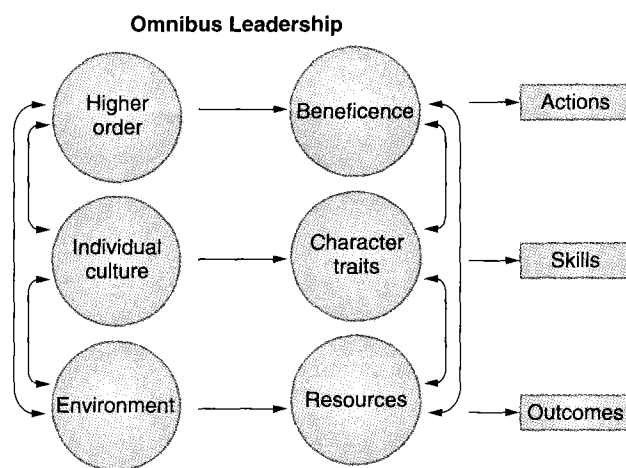 Omnibus Leadership
Higher
order
Beneficence
Actions
Individual
culture
Character
traits
Skills
Environment
Resources
Outcomes